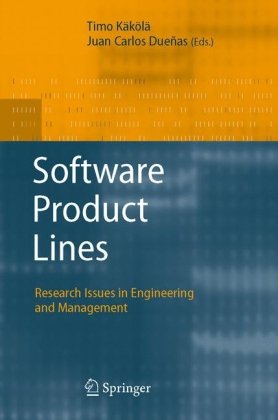 Timo Käkölä
Juan Carlos Dueñas (Eds.)
Software
Product
Lines
Research Issues in Engineering
and Management
Springer